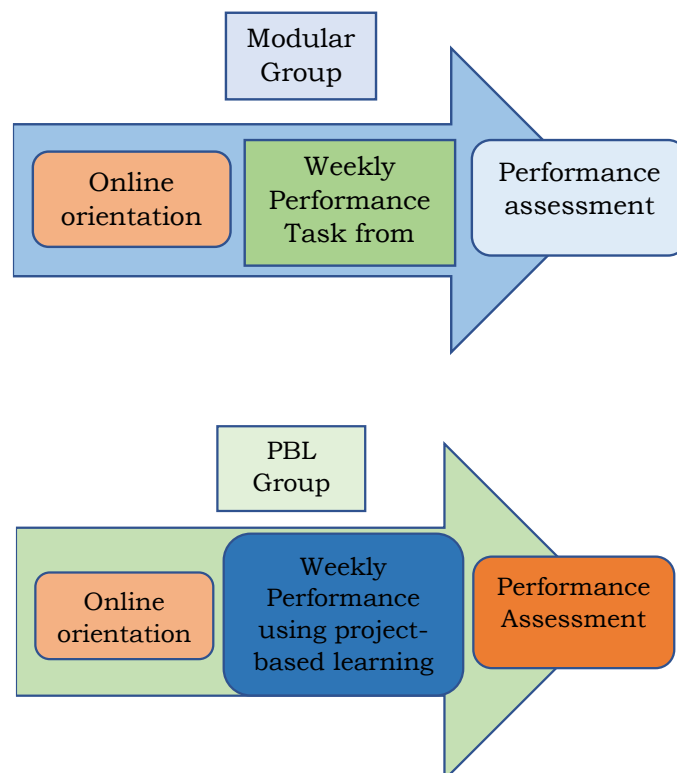 Modular
Group
Online
orientation
Weekly
Performance
Task from
Performance
assessment
PBL
Group
Online
orientation
Weekly
Performance
using project-
based learning
Performance
Assessment